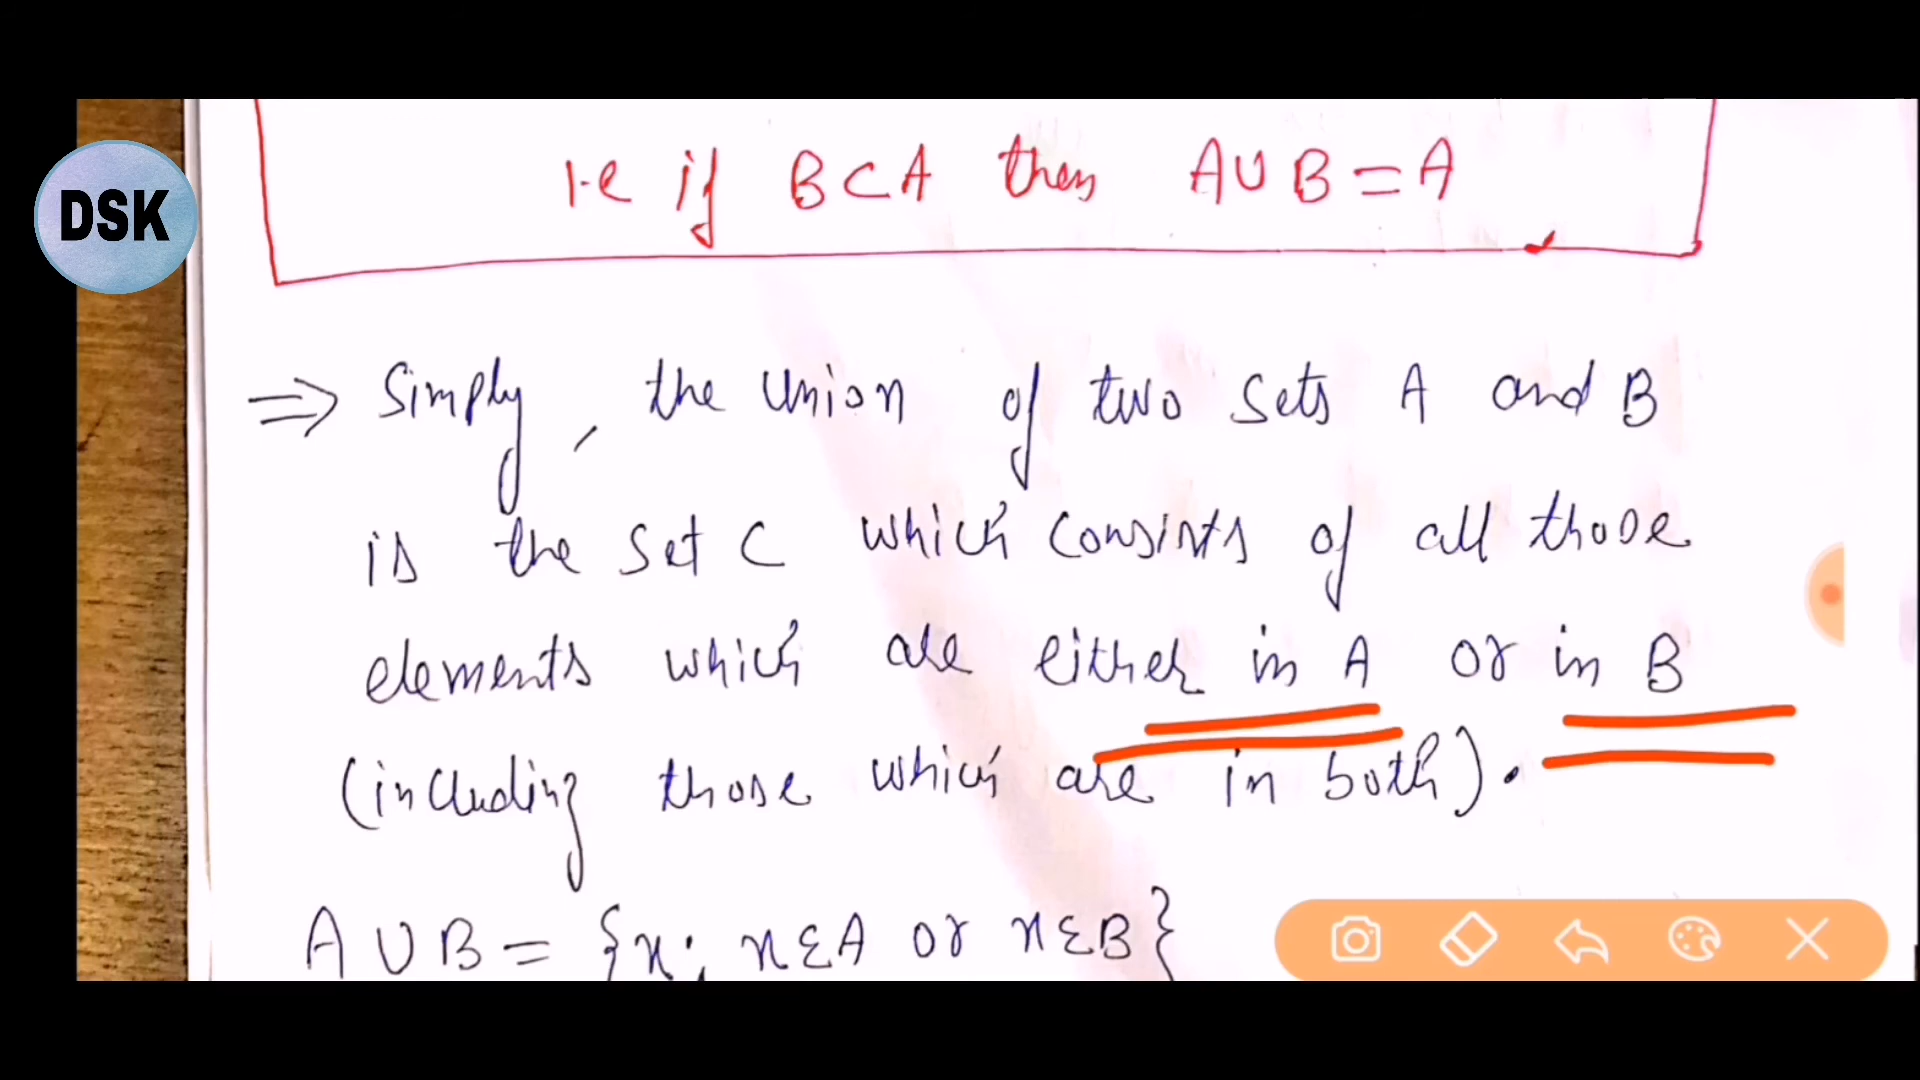 DSK
i.e if B⊂A then A∪B=A
⇒ Simply, the union of two sets A and B
is the set C which consists of all those
elements which are either in A or in B
(including those which are in both).
A∪B = {x: x∈A or x∈B}